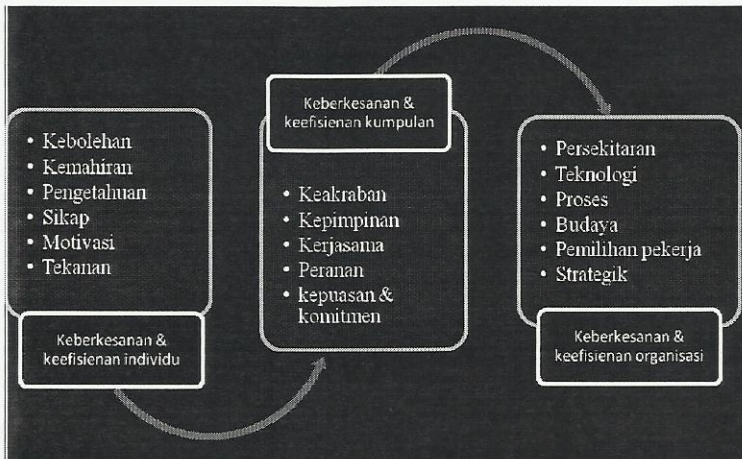 • Kebolehan
• Kemahiran
• Pengetahuan
• Sikap
• Motivasi
• Tekanan
Keberkesanan &
keefisienan individu
Keberkesanan &
keefisienan kumpulan
• Keakraban
• Kepimpinan
• Kerjasama
• Peranan
• kepuasan &
komitmen
• Persekitaran
• Teknologi
• Proses
• Budaya
• Pemilihan pekerja
• Strategik
Keberkesanan &
keefisienan organisasi